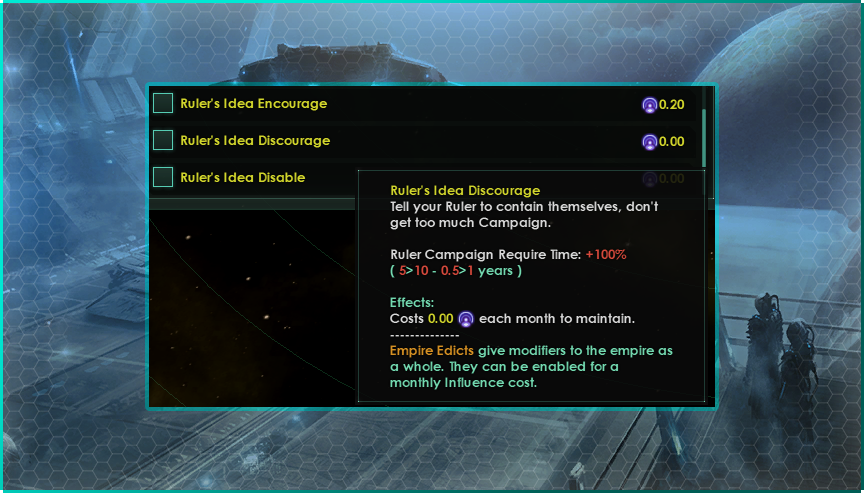 Ruler's Idea Encourage 0.20
Ruler's Idea Discourage 0.00
Ruler's Idea Disable 0.00
Ruler's Idea Discourage
Tell your Ruler to contain themselves, don't
get too much Campaign.
Ruler Campaign Require Time: +100%
( 5>10 - 0.5>1 years )
Effects:
Costs 0.00 each month to maintain.
--------------
Empire Edicts give modifiers to the empire as
a whole. They can be enabled for a
monthly Influence cost.